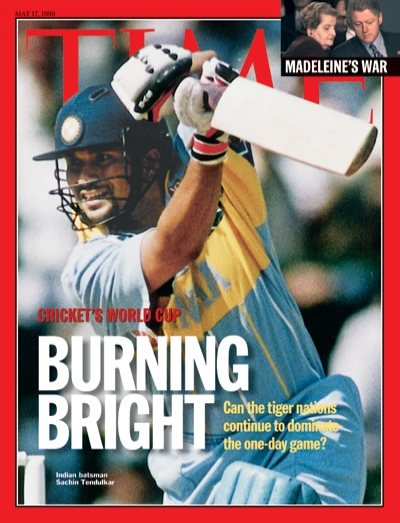 MAY 17, 1999
TIME
MADELEINE'S WAR
CRICKET'S WORLD CUP
BURNING
BRIGHT
Can the tiger nations
continue to dominate
the one-day game?
Indian batsman
Sachin Tendulkar